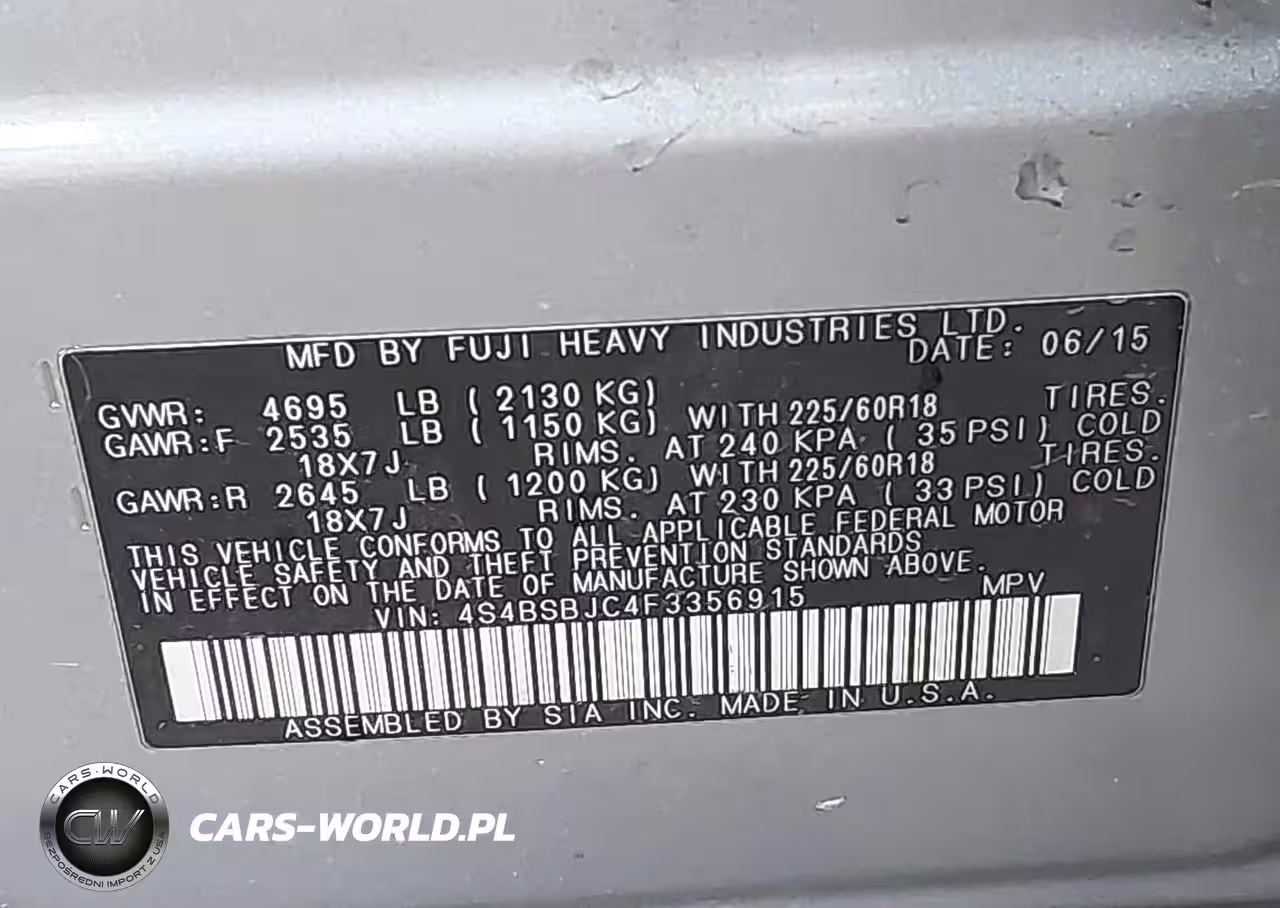 MFD BY FUJI HEAVY INDUSTRIES LTD.
DATE: 06/15
GVWR: 4695 LB ( 2130 KG)
GAWR:F 2535 LB ( 1150 KG) WITH 225/60R18 TIRES.
18X7J RIMS. AT 240 KPA ( 35 PSI) COLD
GAWR:R 2645 LB ( 1200 KG) WITH 225/60R18 TIRES.
18X7J RIMS. AT 230 KPA ( 33 PSI) COLD
THIS VEHICLE CONFORMS TO ALL APPLICABLE FEDERAL MOTOR
VEHICLE SAFETY AND THEFT PREVENTION STANDARDS
IN EFFECT ON THE DATE OF MANUFACTURE SHOWN ABOVE.
VIN: 4S4BSBJC4F3356915 MPV
ASSEMBLED BY SIA INC. MADE IN U.S.A.
CARS-WORLD
CW
BEZPOŚREDNI IMPORT Z USA
CARS-WORLD.PL